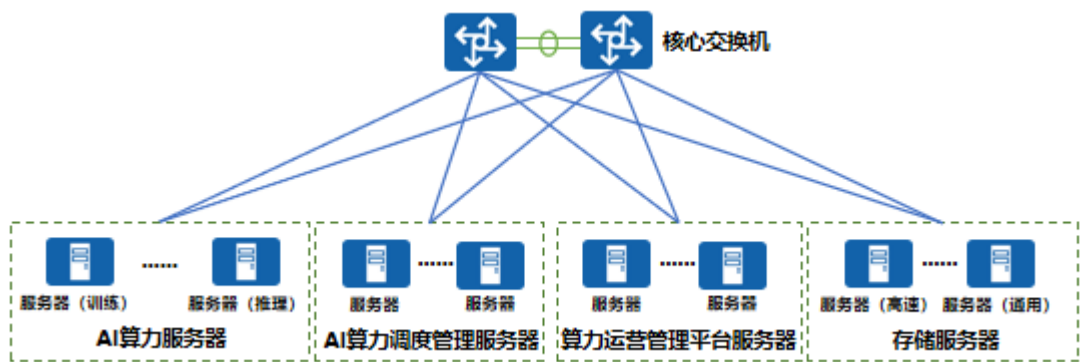 核心交换机
服务器（训练）
......
服务器（推理）
AI算力服务器
服务器
......
服务器
AI算力调度管理服务器
服务器
......
服务器
算力运营管理平台服务器
服务器（高速）
......
服务器（通用）
存储服务器